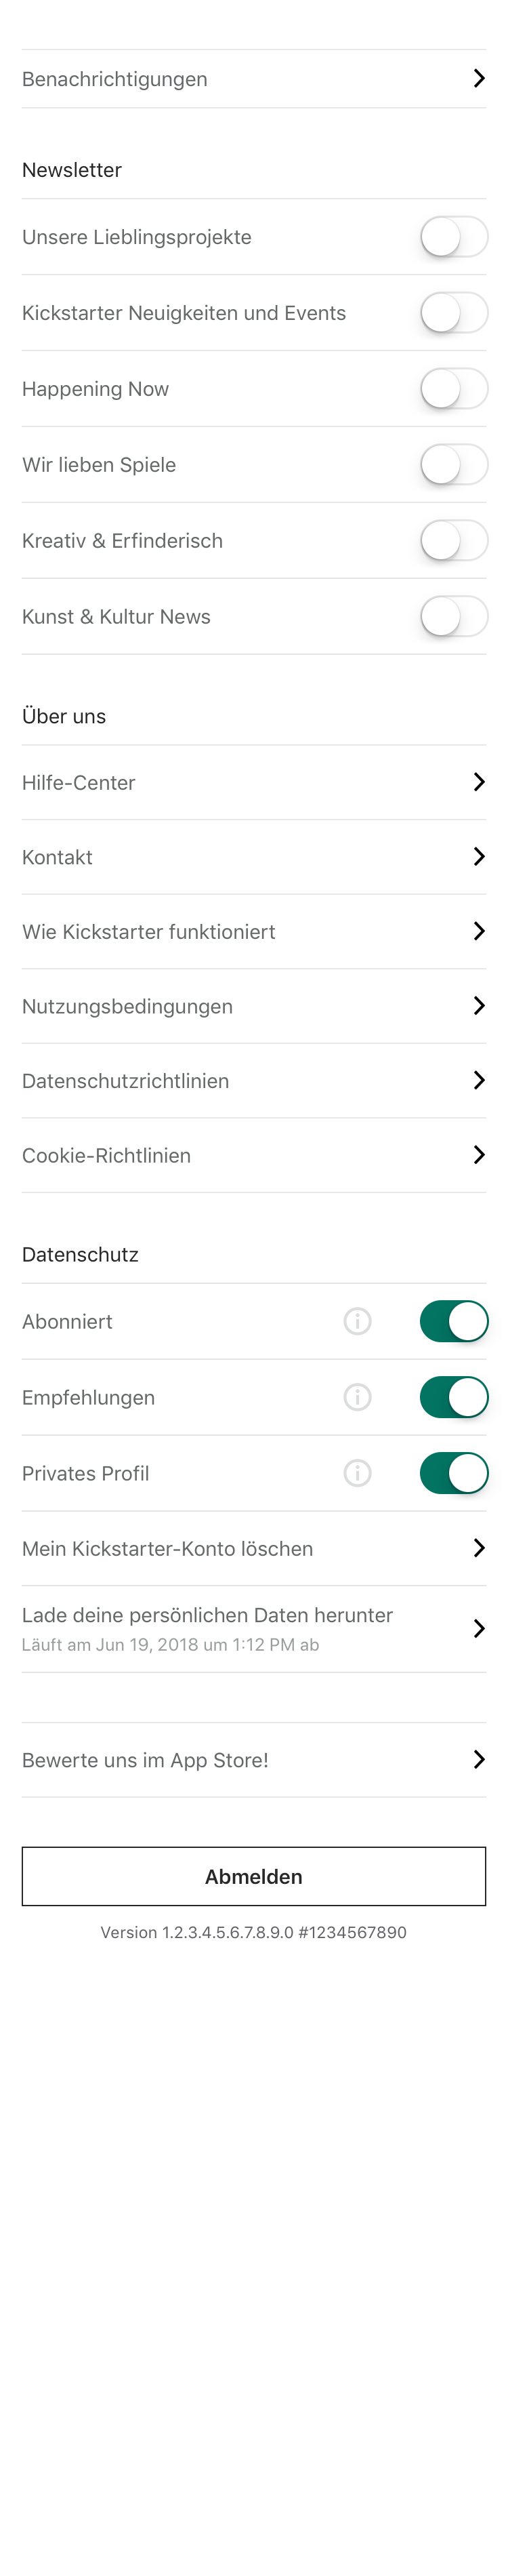 Benachrichtigungen
Newsletter
Unsere Lieblingsprojekte
Kickstarter Neuigkeiten und Events
Happening Now
Wir lieben Spiele
Kreativ & Erfinderisch
Kunst & Kultur News
Über uns
Hilfe-Center
Kontakt
Wie Kickstarter funktioniert
Nutzungsbedingungen
Datenschutzrichtlinien
Cookie-Richtlinien
Datenschutz
Abonniert
Empfehlungen
Privates Profil
Mein Kickstarter-Konto löschen
Lade deine persönlichen Daten herunter
Läuft am Jun 19, 2018 um 1:12 PM ab
Bewerte uns im App Store!
Abmelden
Version 1.2.3.4.5.6.7.8.9.0 #1234567890